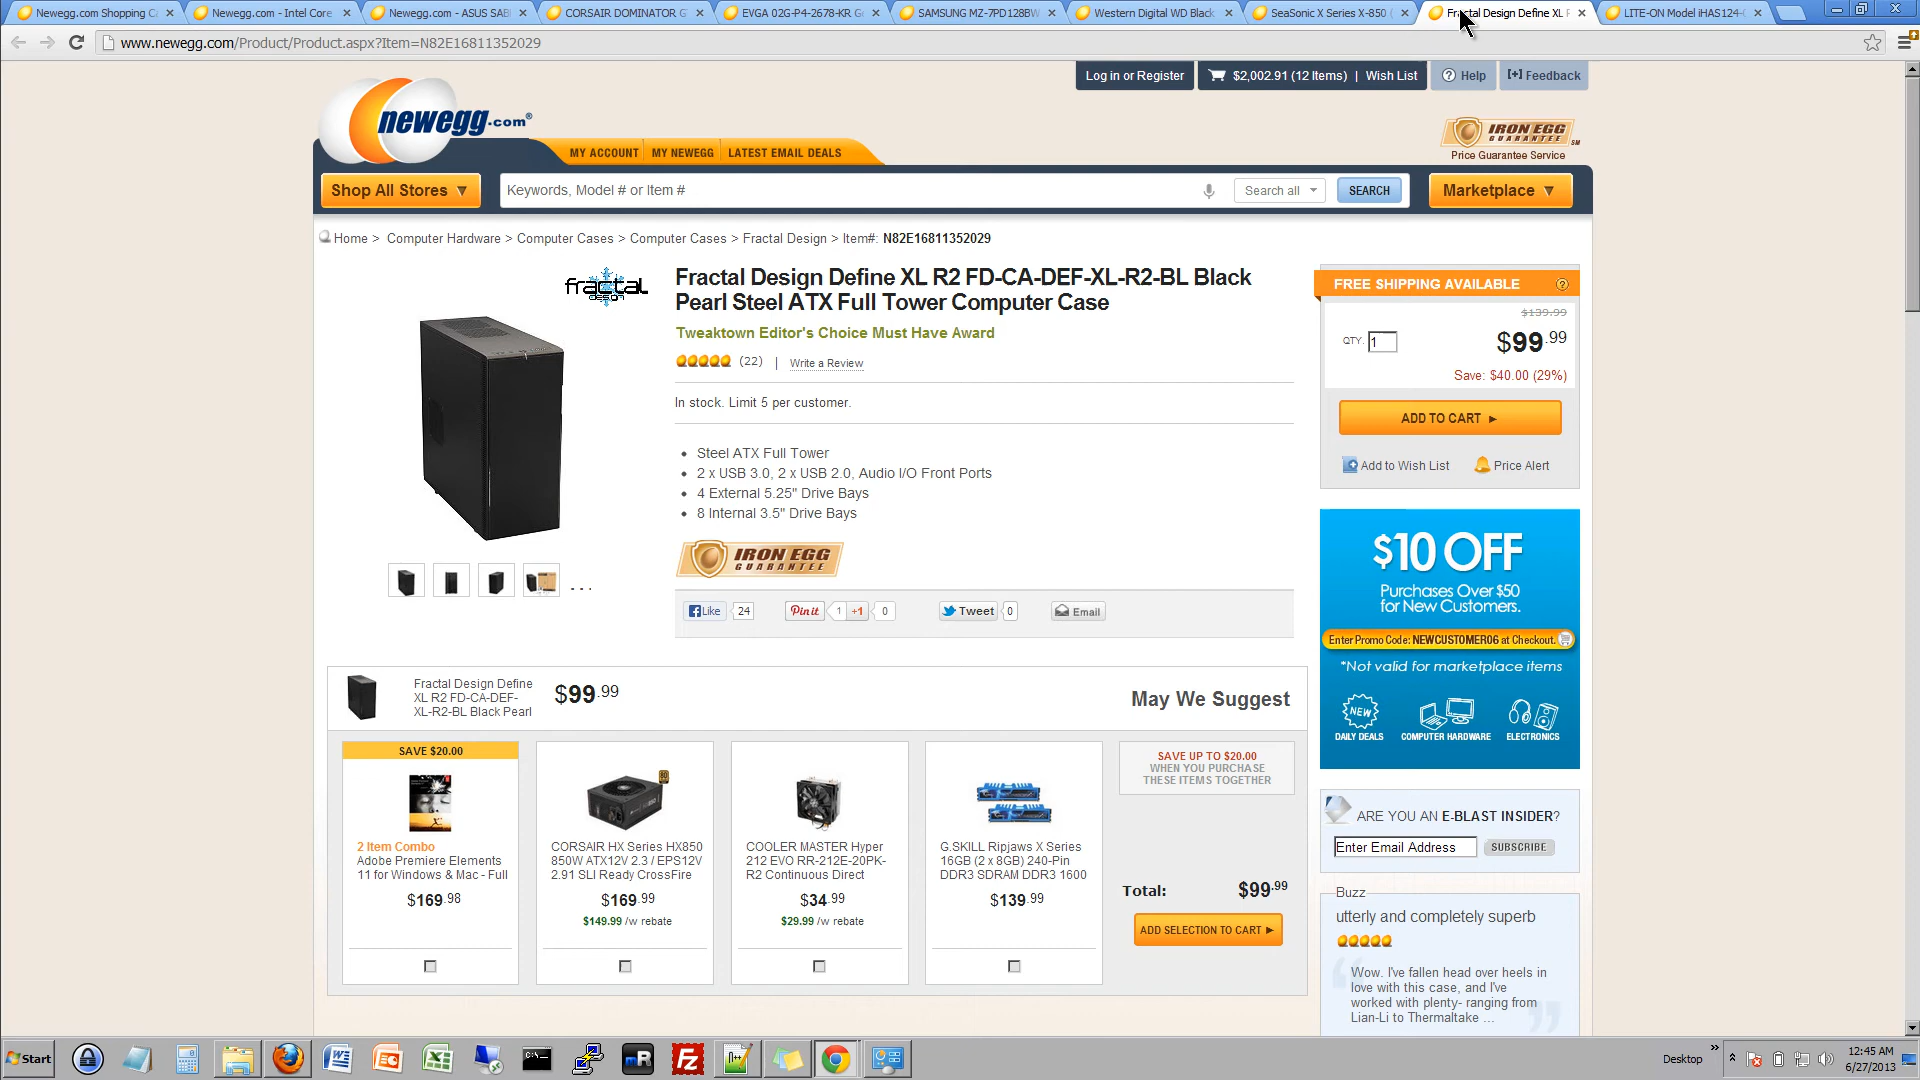 Newegg.com Shopping Ca
Newegg.com - Intel Core
Newegg.com - ASUS SAB
CORSAIR DOMINATOR G
EVGA 02G-P4-2678-KR G
SAMSUNG MZ-7PD128BW
Western Digital WD Black
SeaSonic X Series X-850 (
Fractal Design Define XL R
LITE-ON Model iHAS124-
www.newegg.com/Product/Product.aspx?Item=N82E16811352029
Log in or Register
$2,002.91 (12 Items) | Wish List
? Help
[+] Feedback
newegg.com®
MY ACCOUNT
MY NEWEGG
LATEST EMAIL DEALS
IRON EGG
GUARANTEE SM
Price Guarantee Service
Shop All Stores ▼
Keywords, Model # or Item #
Search all
SEARCH
Marketplace ▼
Home > Computer Hardware > Computer Cases > Computer Cases > Fractal Design > Item#: N82E16811352029
fractal
design
Fractal Design Define XL R2 FD-CA-DEF-XL-R2-BL Black
Pearl Steel ATX Full Tower Computer Case
Tweaktown Editor's Choice Must Have Award
(22) | Write a Review
In stock. Limit 5 per customer.
• Steel ATX Full Tower
• 2 x USB 3.0, 2 x USB 2.0, Audio I/O Front Ports
• 4 External 5.25" Drive Bays
• 8 Internal 3.5" Drive Bays
IRON EGG
GUARANTEE
...
Like 24
Pin it 1
+1 0
Tweet 0
Email
FREE SHIPPING AVAILABLE ?
$139.99
QTY. 1
$99.99
Save: $40.00 (29%)
ADD TO CART ►
Add to Wish List
Price Alert
$10 OFF
Purchases Over $50
for New Customers.
Enter Promo Code: NEWCUSTOMER06 at Checkout.
*Not valid for marketplace items
NEW
DAILY DEALS
COMPUTER HARDWARE
ELECTRONICS
ARE YOU AN E-BLAST INSIDER?
Enter Email Address
SUBSCRIBE
Buzz
utterly and completely superb
Wow. I've fallen head over heels in
love with this case, and I've
worked with plenty- ranging from
Lian-Li to Thermaltake ...
Fractal Design Define
XL R2 FD-CA-DEF-
XL-R2-BL Black Pearl
$99.99
May We Suggest
SAVE $20.00
2 Item Combo
Adobe Premiere Elements
11 for Windows & Mac - Full
$169.98
CORSAIR HX Series HX850
850W ATX12V 2.3 / EPS12V
2.91 SLI Ready CrossFire
$169.99
$149.99 /w rebate
COOLER MASTER Hyper
212 EVO RR-212E-20PK-
R2 Continuous Direct
$34.99
$29.99 /w rebate
G.SKILL Ripjaws X Series
16GB (2 x 8GB) 240-Pin
DDR3 SDRAM DDR3 1600
$139.99
SAVE UP TO $20.00
WHEN YOU PURCHASE
THESE ITEMS TOGETHER
Total: $99.99
ADD SELECTION TO CART ►
Start
mR
Fz
Desktop
12:45 AM
6/27/2013